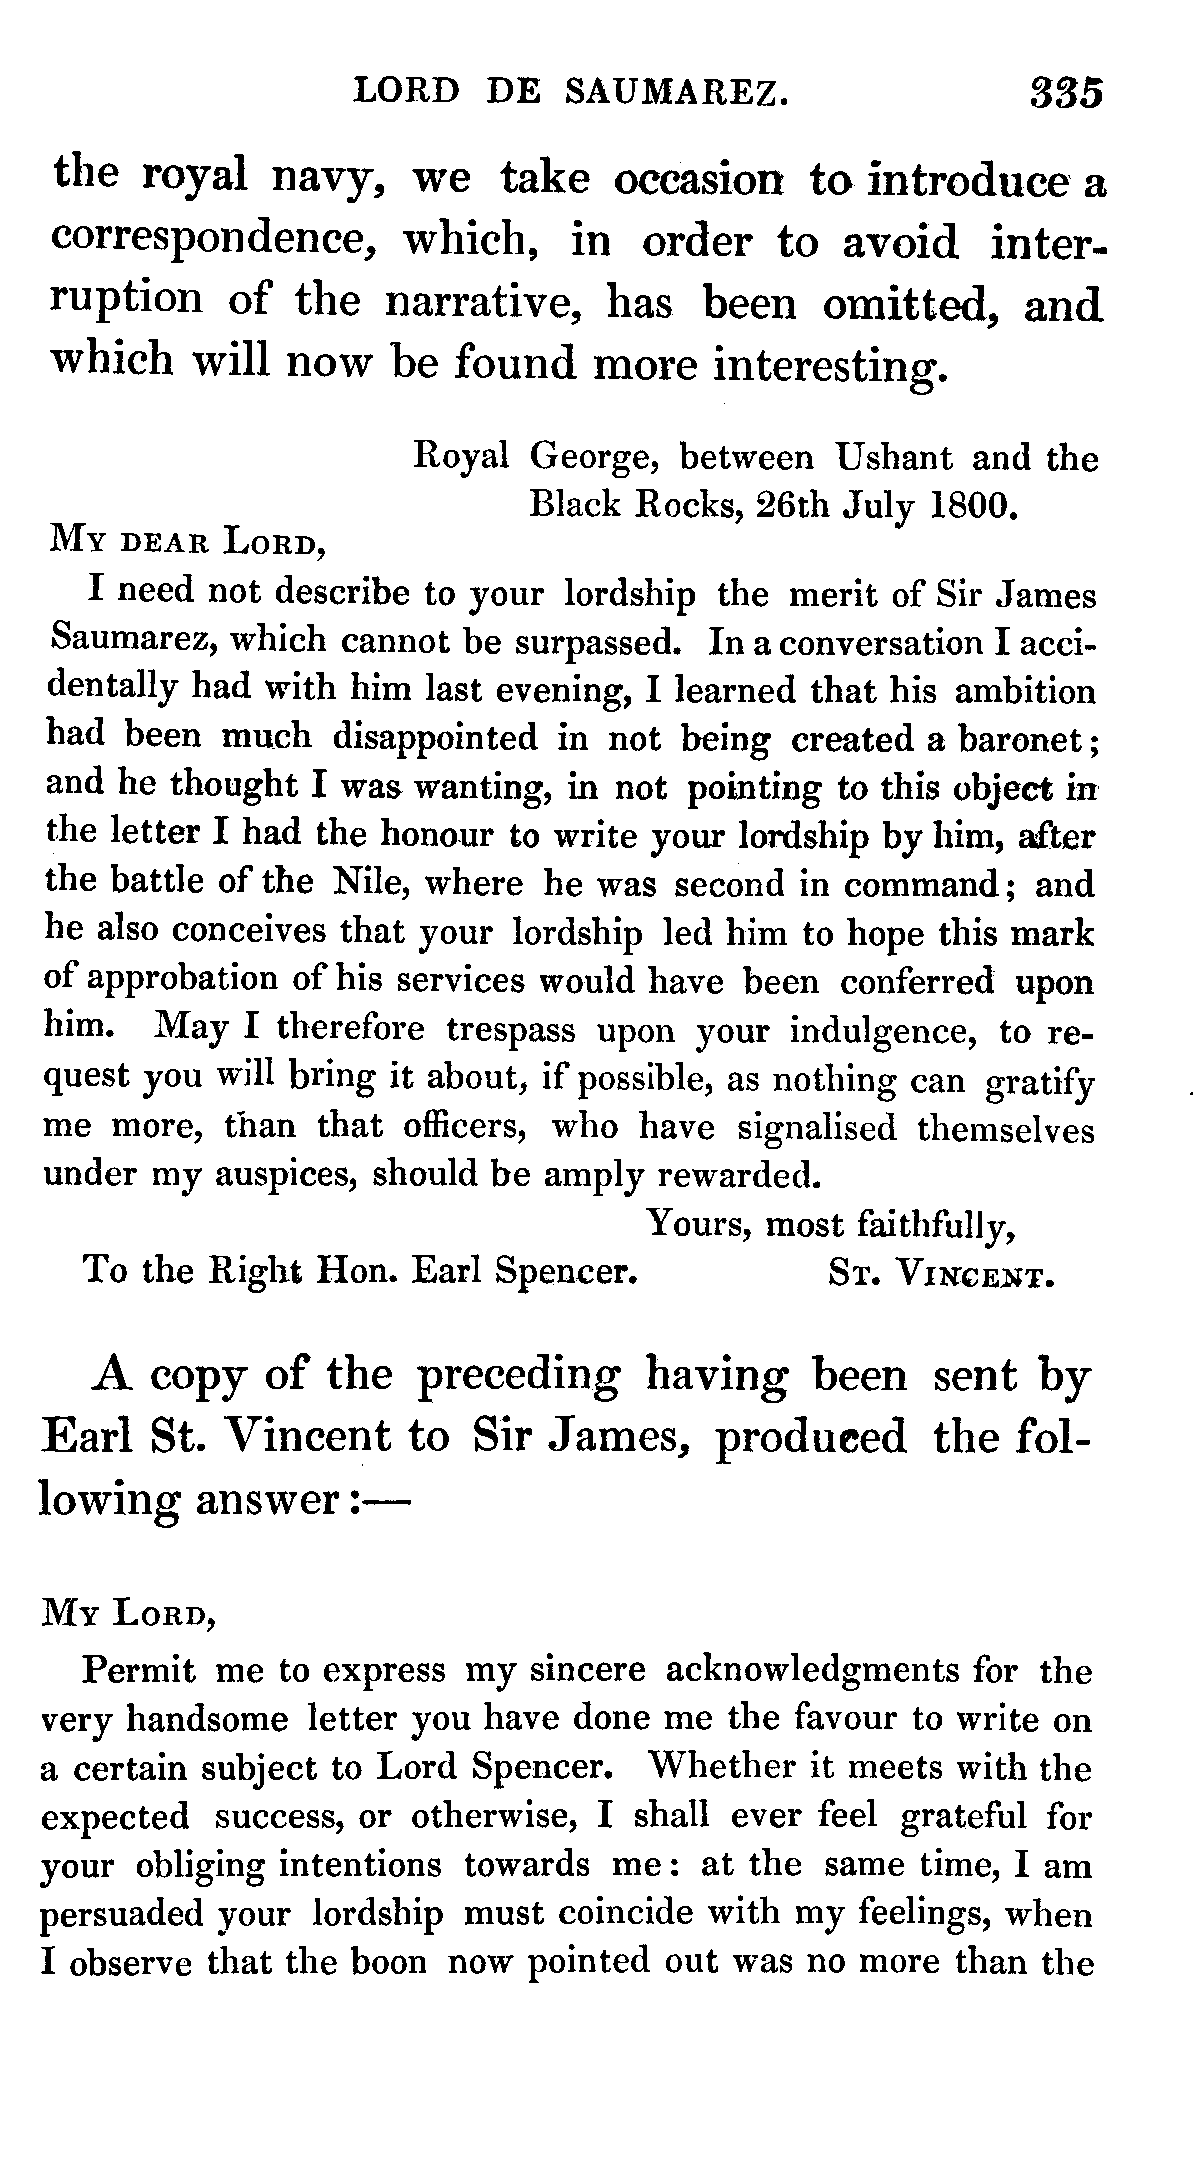 LORD DE SAUMAREZ. 335
the royal navy, we take occasion to introduce a
correspondence, which, in order to avoid inter-
ruption of the narrative, has been omitted, and
which will now be found more interesting.
Royal George, between Ushant and the
Black Rocks, 26th July 1800.
My dear Lord,
I need not describe to your lordship the merit of Sir James
Saumarez, which cannot be surpassed. In a conversation I acci-
dentally had with him last evening, I learned that his ambition
had been much disappointed in not being created a baronet;
and he thought I was wanting, in not pointing to this object in
the letter I had the honour to write your lordship by him, after
the battle of the Nile, where he was second in command; and
he also conceives that your lordship led him to hope this mark
of approbation of his services would have been conferred upon
him. May I therefore trespass upon your indulgence, to re-
quest you will bring it about, if possible, as nothing can gratify
me more, than that officers, who have signalised themselves
under my auspices, should be amply rewarded.
Yours, most faithfully,
To the Right Hon. Earl Spencer. St. Vincent.
A copy of the preceding having been sent by
Earl St. Vincent to Sir James, produced the fol-
lowing answer:—
My Lord,
Permit me to express my sincere acknowledgments for the
very handsome letter you have done me the favour to write on
a certain subject to Lord Spencer. Whether it meets with the
expected success, or otherwise, I shall ever feel grateful for
your obliging intentions towards me: at the same time, I am
persuaded your lordship must coincide with my feelings, when
I observe that the boon now pointed out was no more than the